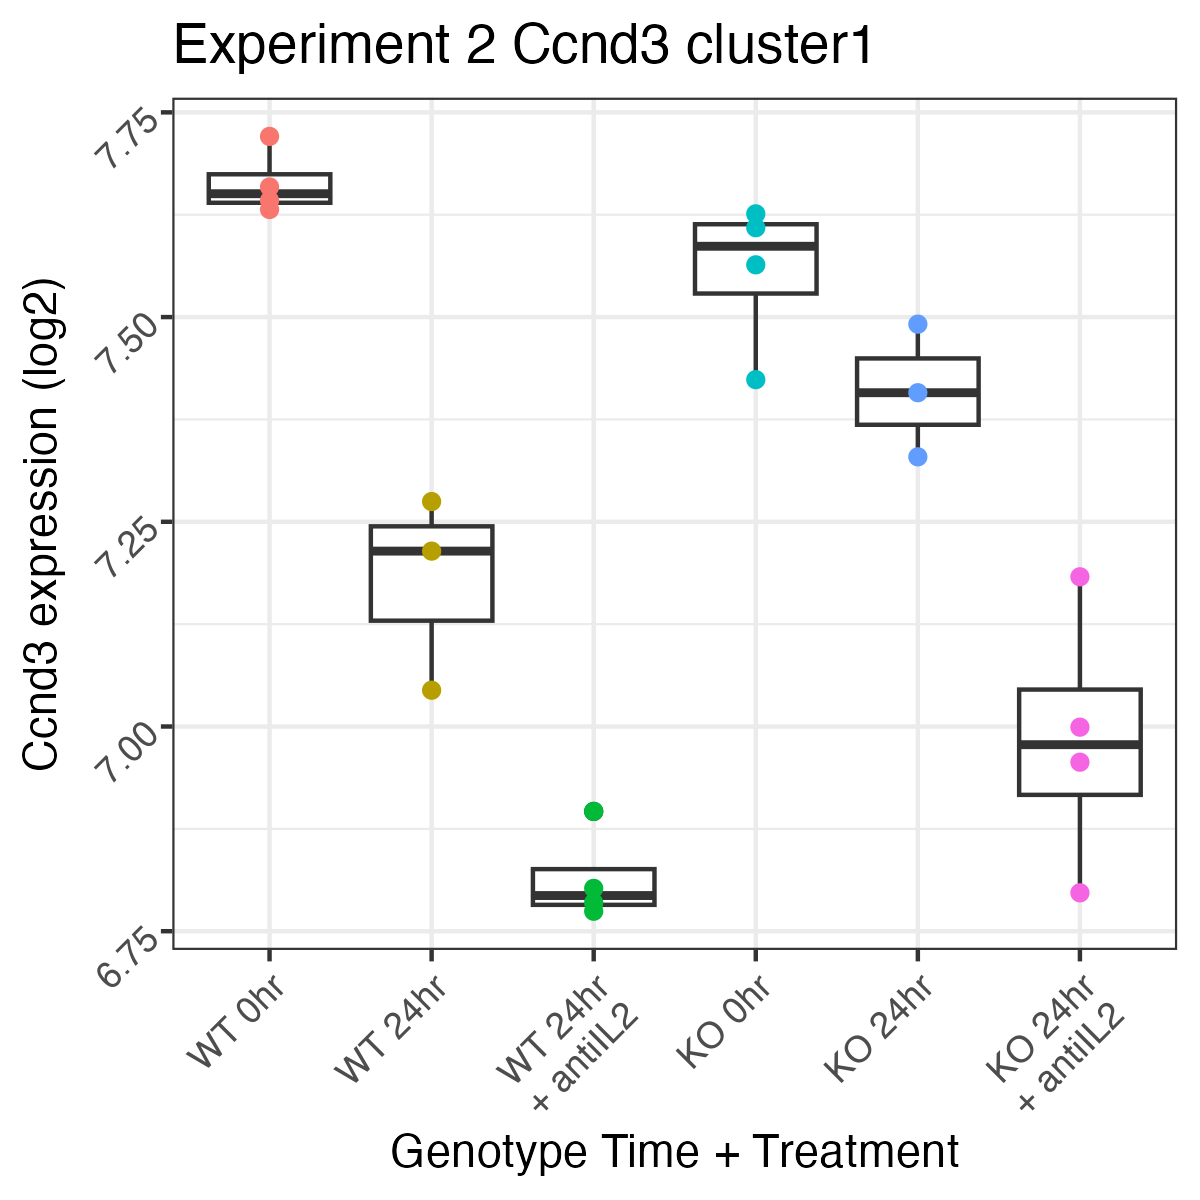 Experiment 2 Ccnd3 cluster1
Ccnd3 expression (log2)
7.75
7.50
7.25
7.00
6.75
WT 0hr
WT 24hr
WT 24hr
+ antiIL2
KO 0hr
KO 24hr
KO 24hr
+ antiIL2
Genotype Time + Treatment